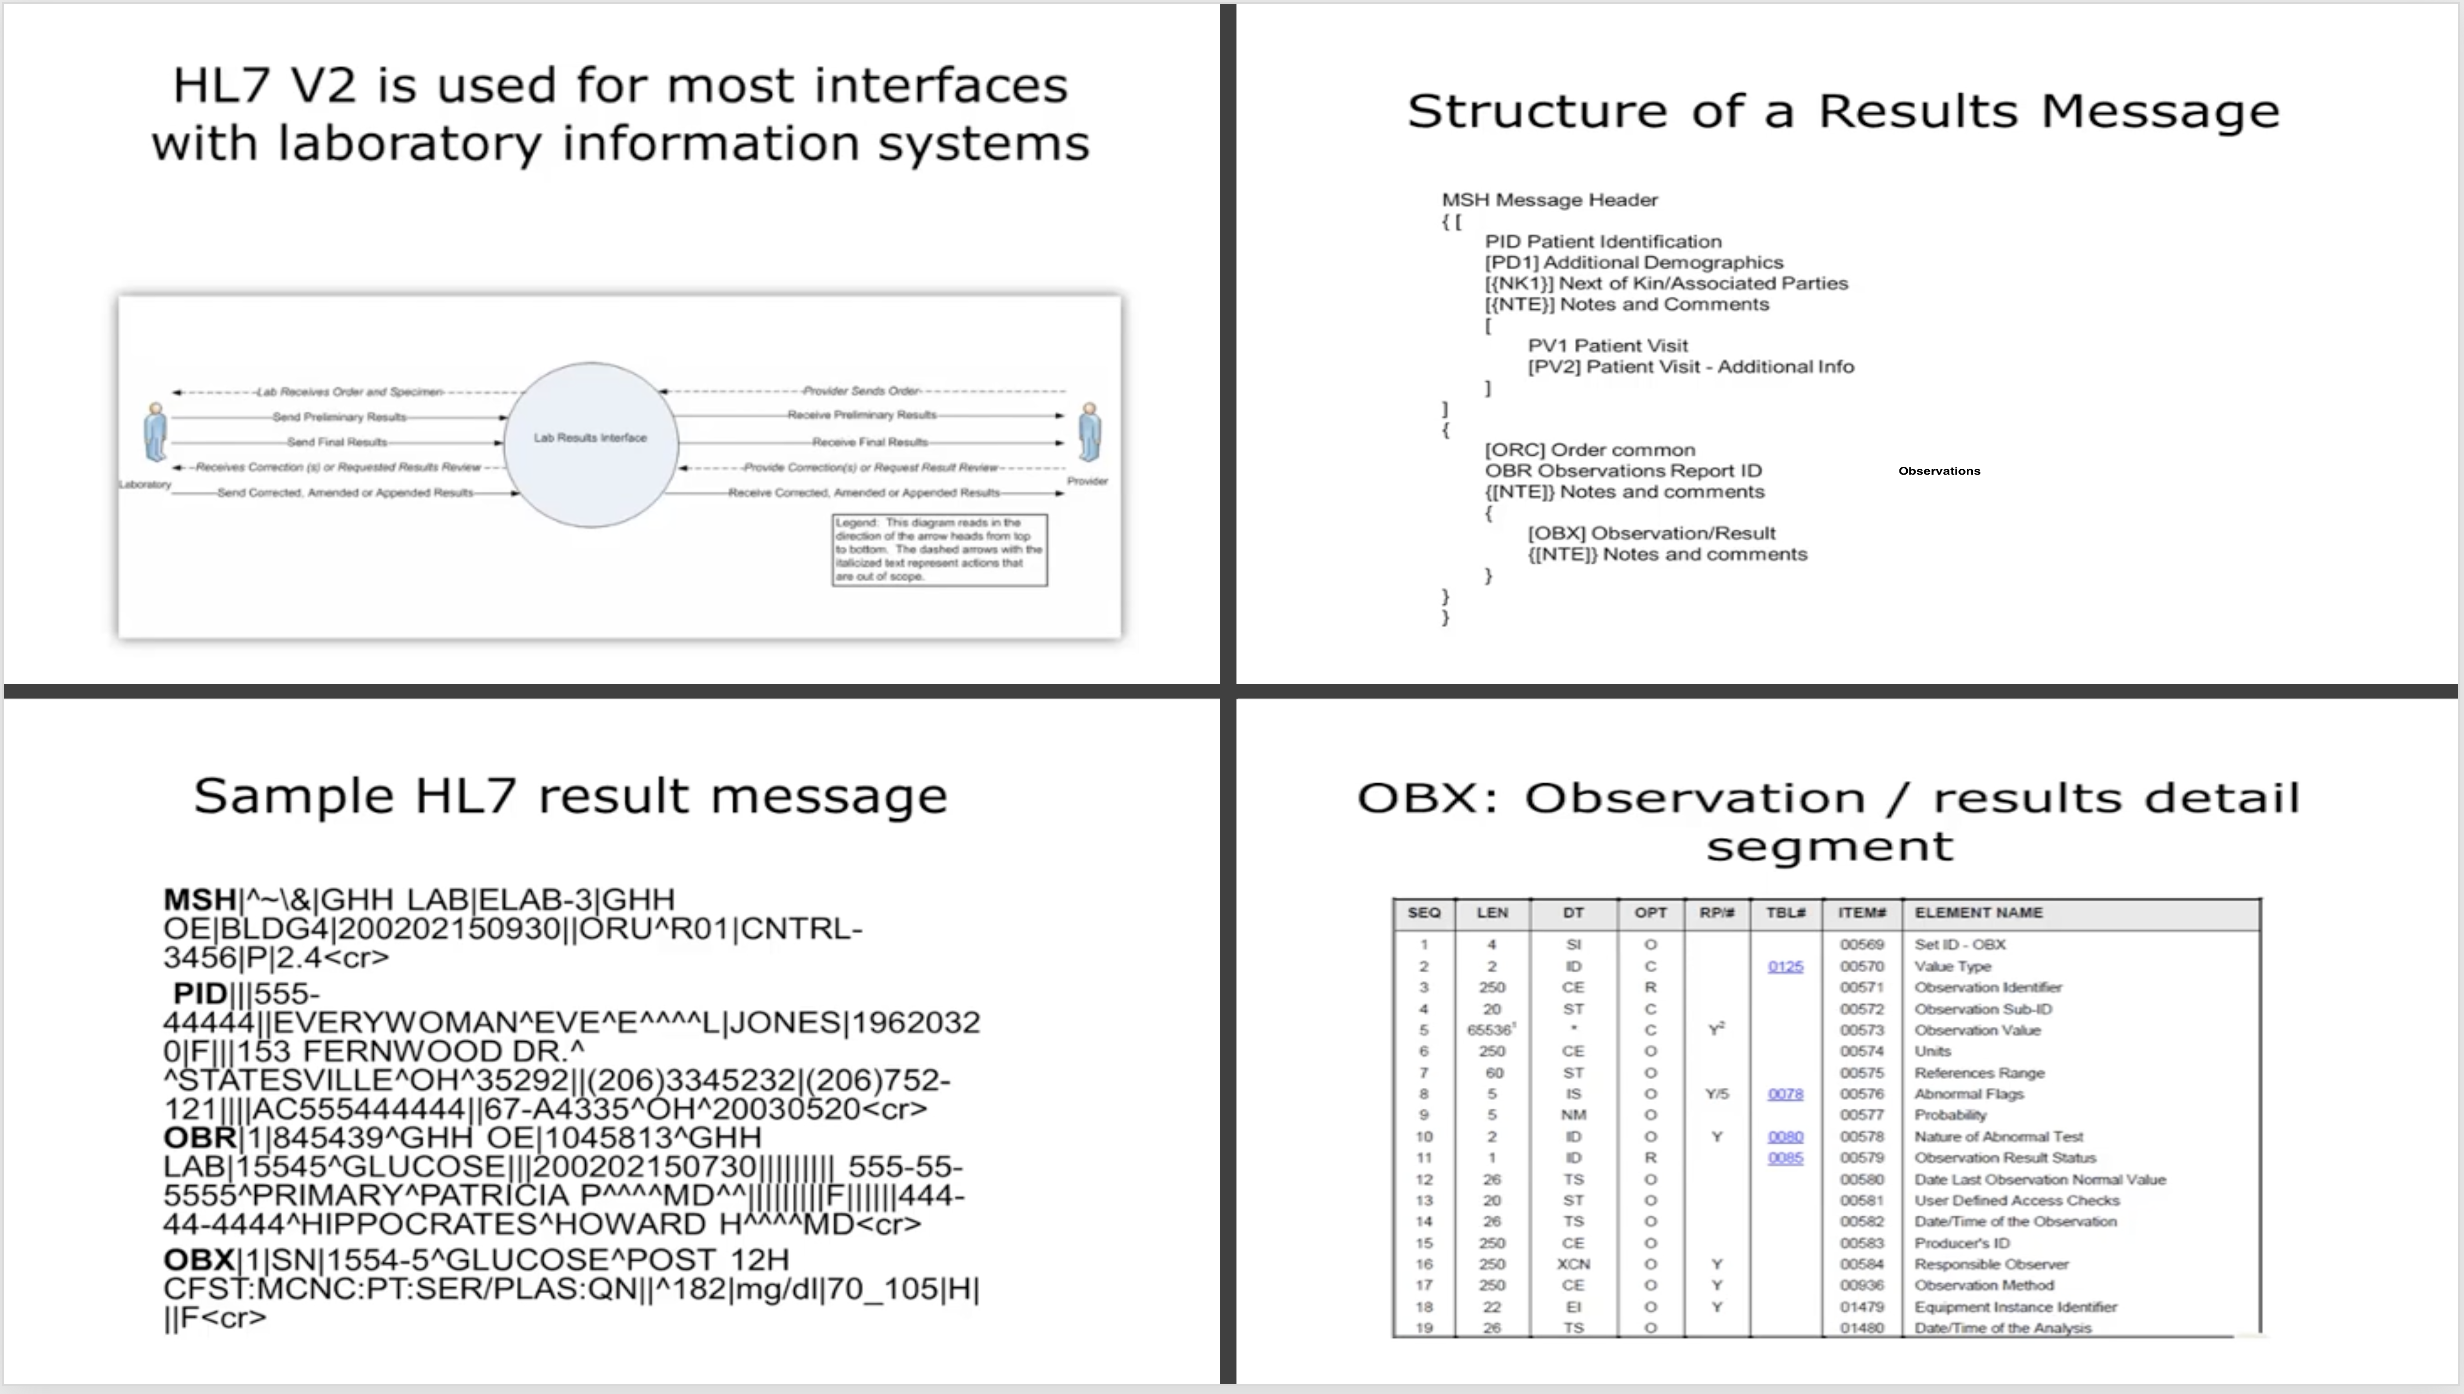 HL7 V2 is used for most interfaces
with laboratory information systems
Lab Receives Order and Specimen
Send Preliminary Results
Send Final Results
Receives Correction (s) or Requested Results Review
Send Corrected, Amended or Appended Results
Laboratory
Lab Results Interface
Provider Sends Order
Receive Preliminary Results
Receive Final Results
Provide Correction(s) or Request Result Review
Receive Corrected, Amended or Appended Results
Provider
Legend: This diagram reads in the
direction of the arrow heads from top
to bottom. The dashed arrows with the
italicized text represent actions that
are out of scope.
Structure of a Results Message
MSH Message Header
{ [
PID Patient Identification
[PD1] Additional Demographics
[{NK1}] Next of Kin/Associated Parties
[{NTE}] Notes and Comments
[
PV1 Patient Visit
[PV2] Patient Visit - Additional Info
]
]
{
[ORC] Order common
OBR Observations Report ID
{[NTE]} Notes and comments
{
[OBX] Observation/Result
{[NTE]} Notes and comments
}
}
}
Observations
Sample HL7 result message
MSH|^~\&|GHH LAB|ELAB-3|GHH
OE|BLDG4|200202150930||ORU^R01|CNTRL-
3456|P|2.4<cr>
PID|||555-
44444||EVERYWOMAN^EVE^E^^^^L|JONES|1962032
0|F|||153 FERNWOOD DR.^
^STATESVILLE^OH^35292||(206)3345232|(206)752-
121||||AC555444444||67-A4335^OH^20030520<cr>
OBR|1|845439^GHH OE|1045813^GHH
LAB|15545^GLUCOSE|||200202150730||||||||| 555-55-
5555^PRIMARY^PATRICIA P^^^^MD^^|||||||||F||||||444-
44-4444^HIPPOCRATES^HOWARD H^^^^MD<cr>
OBX|1|SN|1554-5^GLUCOSE^POST 12H
CFST:MCNC:PT:SER/PLAS:QN||^182|mg/dl|70_105|H|
||F<cr>
OBX: Observation / results detail
segment
SEQ LEN DT OPT RP/# TBL# ITEM# ELEMENT NAME
1 4 SI O 00569 Set ID - OBX
2 2 ID C 0125 00570 Value Type
3 250 CE R 00571 Observation Identifier
4 20 ST C 00572 Observation Sub-ID
5 65536¹ * C Y² 00573 Observation Value
6 250 CE O 00574 Units
7 60 ST O 00575 References Range
8 5 IS O Y/5 0078 00576 Abnormal Flags
9 5 NM O 00577 Probability
10 2 ID O Y 0080 00578 Nature of Abnormal Test
11 1 ID R 0085 00579 Observation Result Status
12 26 TS O 00580 Date Last Observation Normal Value
13 20 ST O 00581 User Defined Access Checks
14 26 TS O 00582 Date/Time of the Observation
15 250 CE O 00583 Producer's ID
16 250 XCN O Y 00584 Responsible Observer
17 250 CE O Y 00936 Observation Method
18 22 EI O Y 01479 Equipment Instance Identifier
19 26 TS O 01480 Date/Time of the Analysis